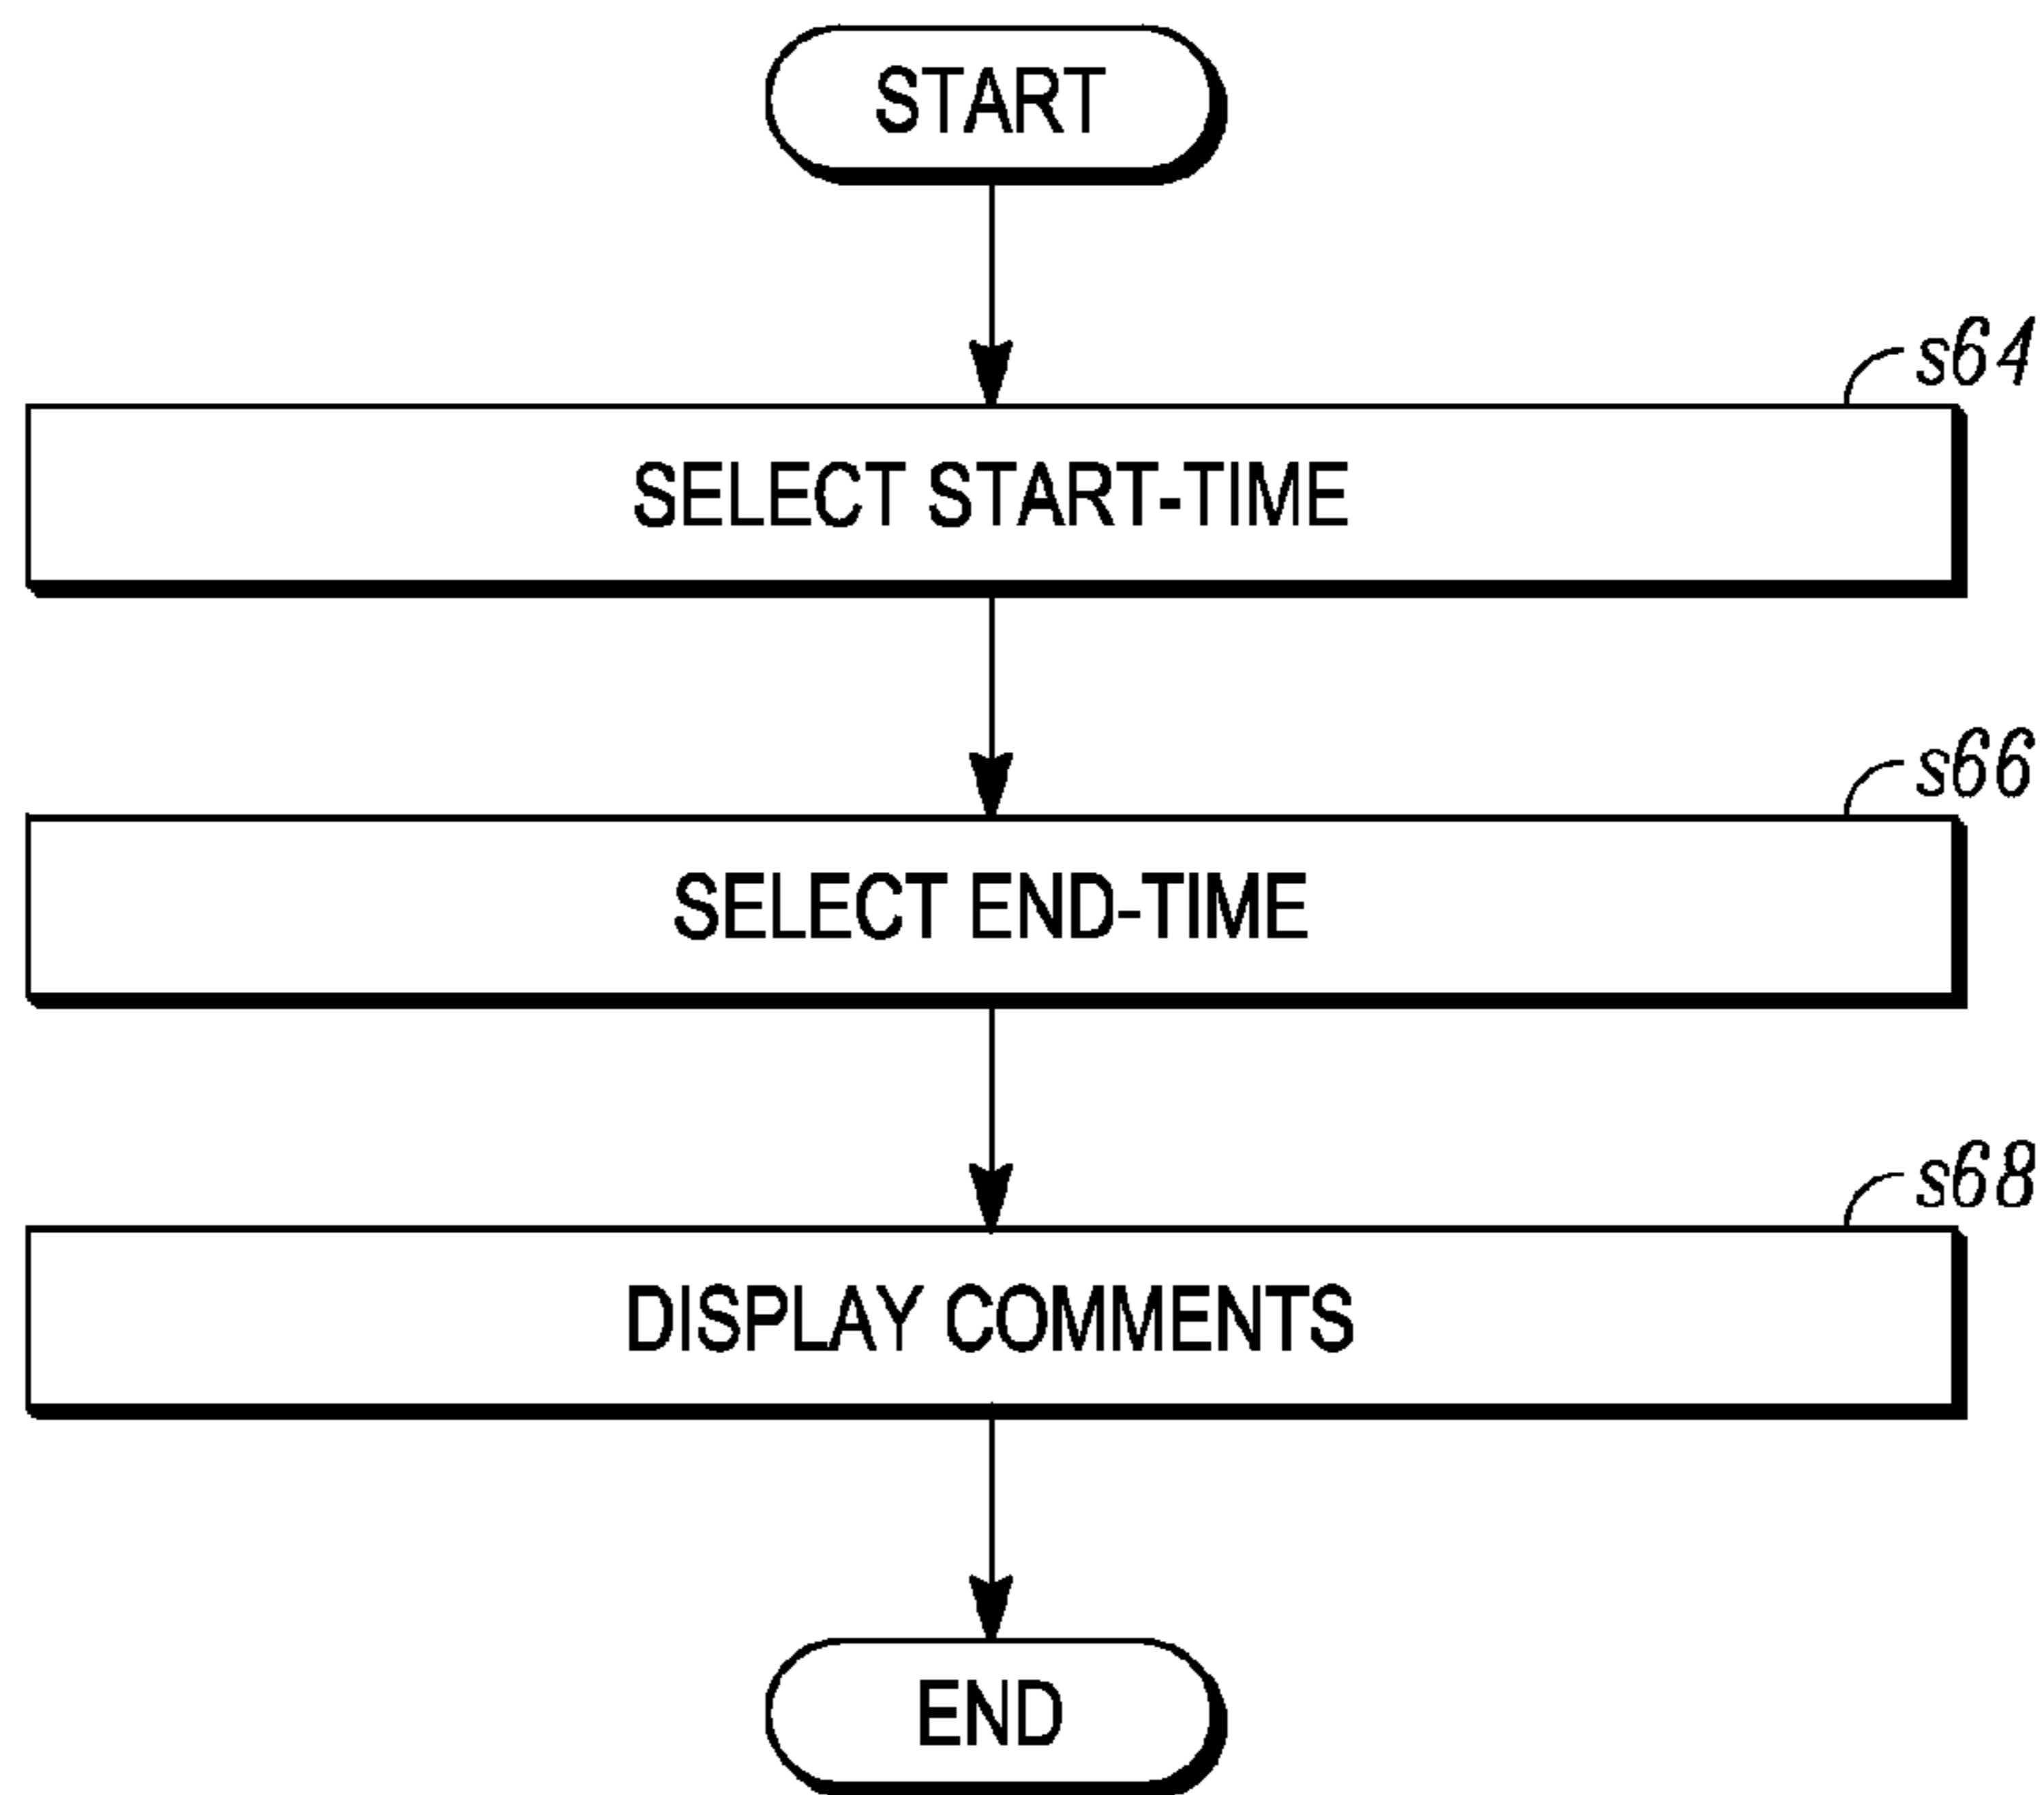 START
s64
SELECT START-TIME
s66
SELECT END-TIME
s68
DISPLAY COMMENTS
END